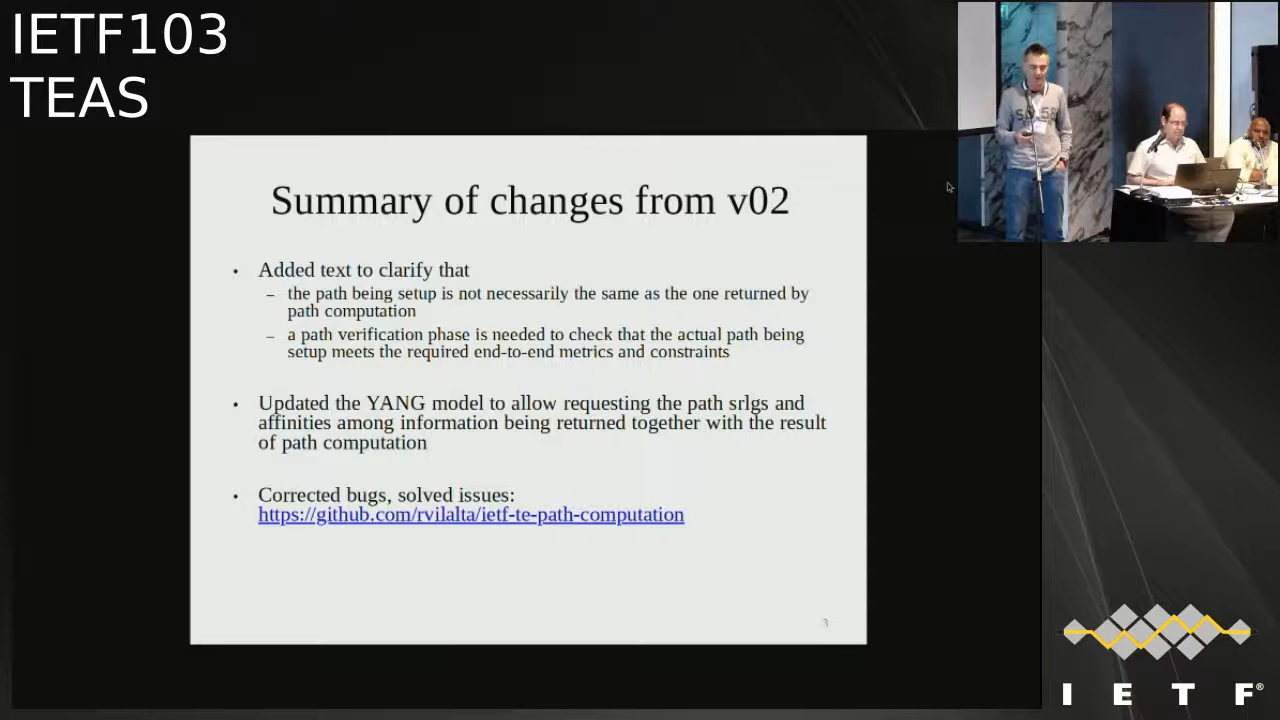 IETF103
TEAS
Summary of changes from v02
• Added text to clarify that
– the path being setup is not necessarily the same as the one returned by
path computation
– a path verification phase is needed to check that the actual path being
setup meets the required end-to-end metrics and constraints
• Updated the YANG model to allow requesting the path srlgs and
affinities among information being returned together with the result
of path computation
• Corrected bugs, solved issues:
https://github.com/rvilalta/ietf-te-path-computation
3
I E T F®